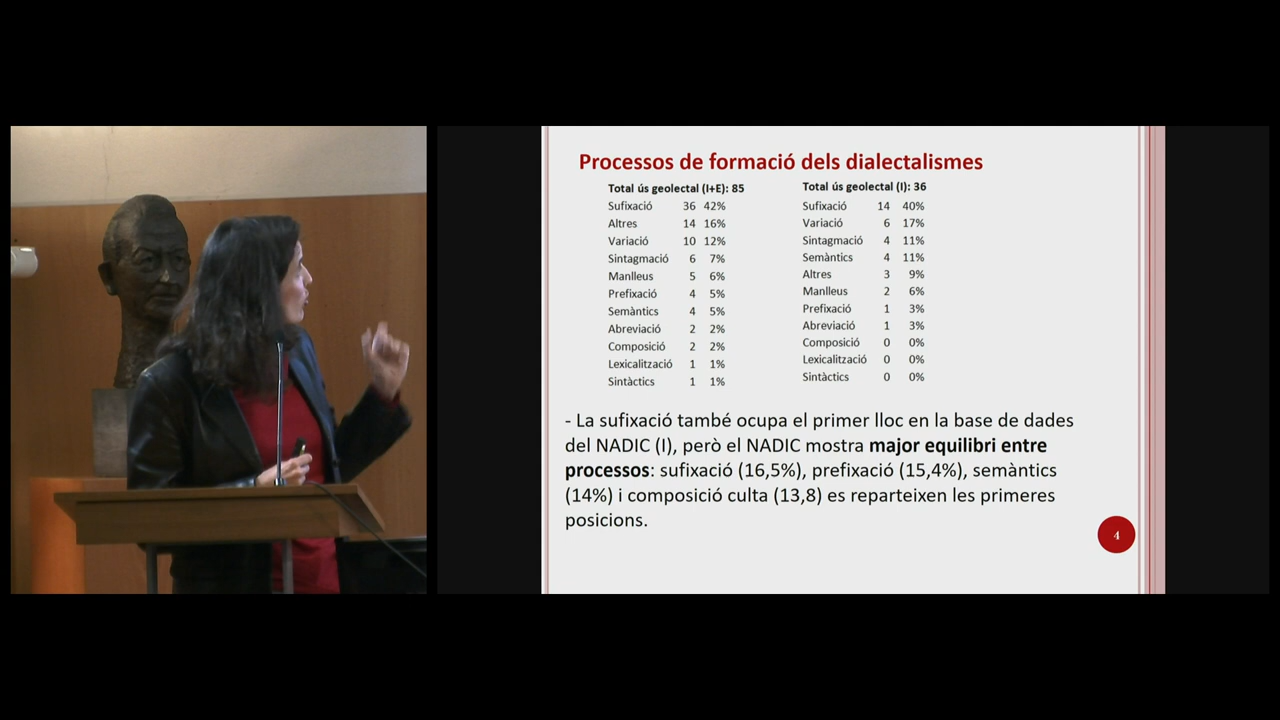 Processos de formació dels dialectalismes
Total ús geolectal (I+E): 85
Sufixació 36 42%
Altres 14 16%
Variació 10 12%
Sintagmació 6 7%
Manlleus 5 6%
Prefixació 4 5%
Semàntics 4 5%
Abreviació 2 2%
Composició 2 2%
Lexicalització 1 1%
Sintàctics 1 1%
Total ús geolectal (I): 36
Sufixació 14 40%
Variació 6 17%
Sintagmació 4 11%
Semàntics 4 11%
Altres 3 9%
Manlleus 2 6%
Prefixació 1 3%
Abreviació 1 3%
Composició 0 0%
Lexicalització 0 0%
Sintàctics 0 0%
- La sufixació també ocupa el primer lloc en la base de dades
del NADIC (I), però el NADIC mostra major equilibri entre
processos: sufixació (16,5%), prefixació (15,4%), semàntics
(14%) i composició culta (13,8) es reparteixen les primeres
posicions.
4